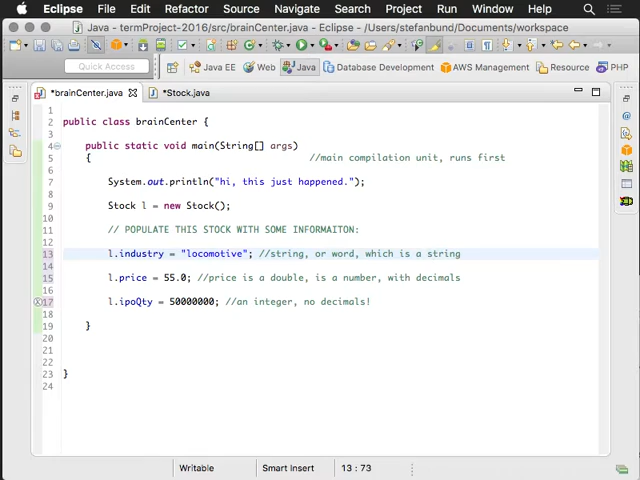 Eclipse File Edit Refactor Navigate Search Project Run Window Help
Java - termProject-2016/src/brainCenter.java - Eclipse - /Users/stefanbund/Documents/workspace
Quick Access Java EE Web Java Database Development AWS Management Resource PHP
*brainCenter.java *Stock.java
1
2 public class brainCenter {
3
4 public static void main(String[] args)
5 { //main compilation unit, runs first
6
7 System.out.println("hi, this just happened.");
8
9 Stock l = new Stock();
10
11 // POPULATE THIS STOCK WITH SOME INFORMAITON:
12
13 l.industry = "locomotive"; //string, or word, which is a string
14
15 l.price = 55.0; //price is a double, is a number, with decimals
16
17 l.ipoQty = 50000000; //an integer, no decimals!
18
19 }
20
21
22
23 }
24
Writable Smart Insert 13 : 73